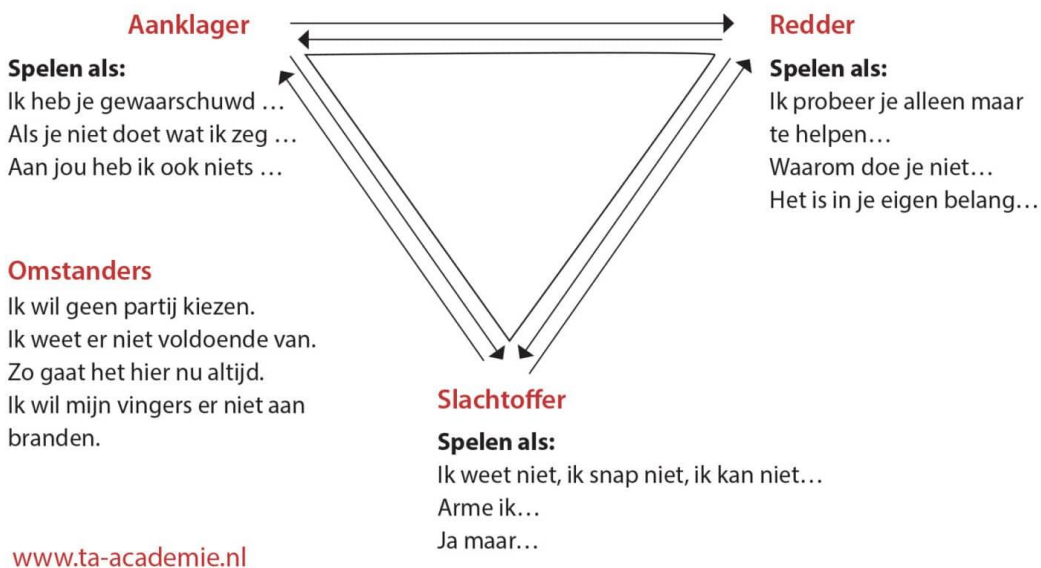 Aanklager
Spelen als:
Ik heb je gewaarschuwd …
Als je niet doet wat ik zeg …
Aan jou heb ik ook niets …
Redder
Spelen als:
Ik probeer je alleen maar
te helpen…
Waarom doe je niet…
Het is in je eigen belang…
Omstanders
Ik wil geen partij kiezen.
Ik weet er niet voldoende van.
Zo gaat het hier nu altijd.
Ik wil mijn vingers er niet aan
branden.
Slachtoffer
Spelen als:
Ik weet niet, ik snap niet, ik kan niet…
Arme ik…
Ja maar…
www.ta-academie.nl